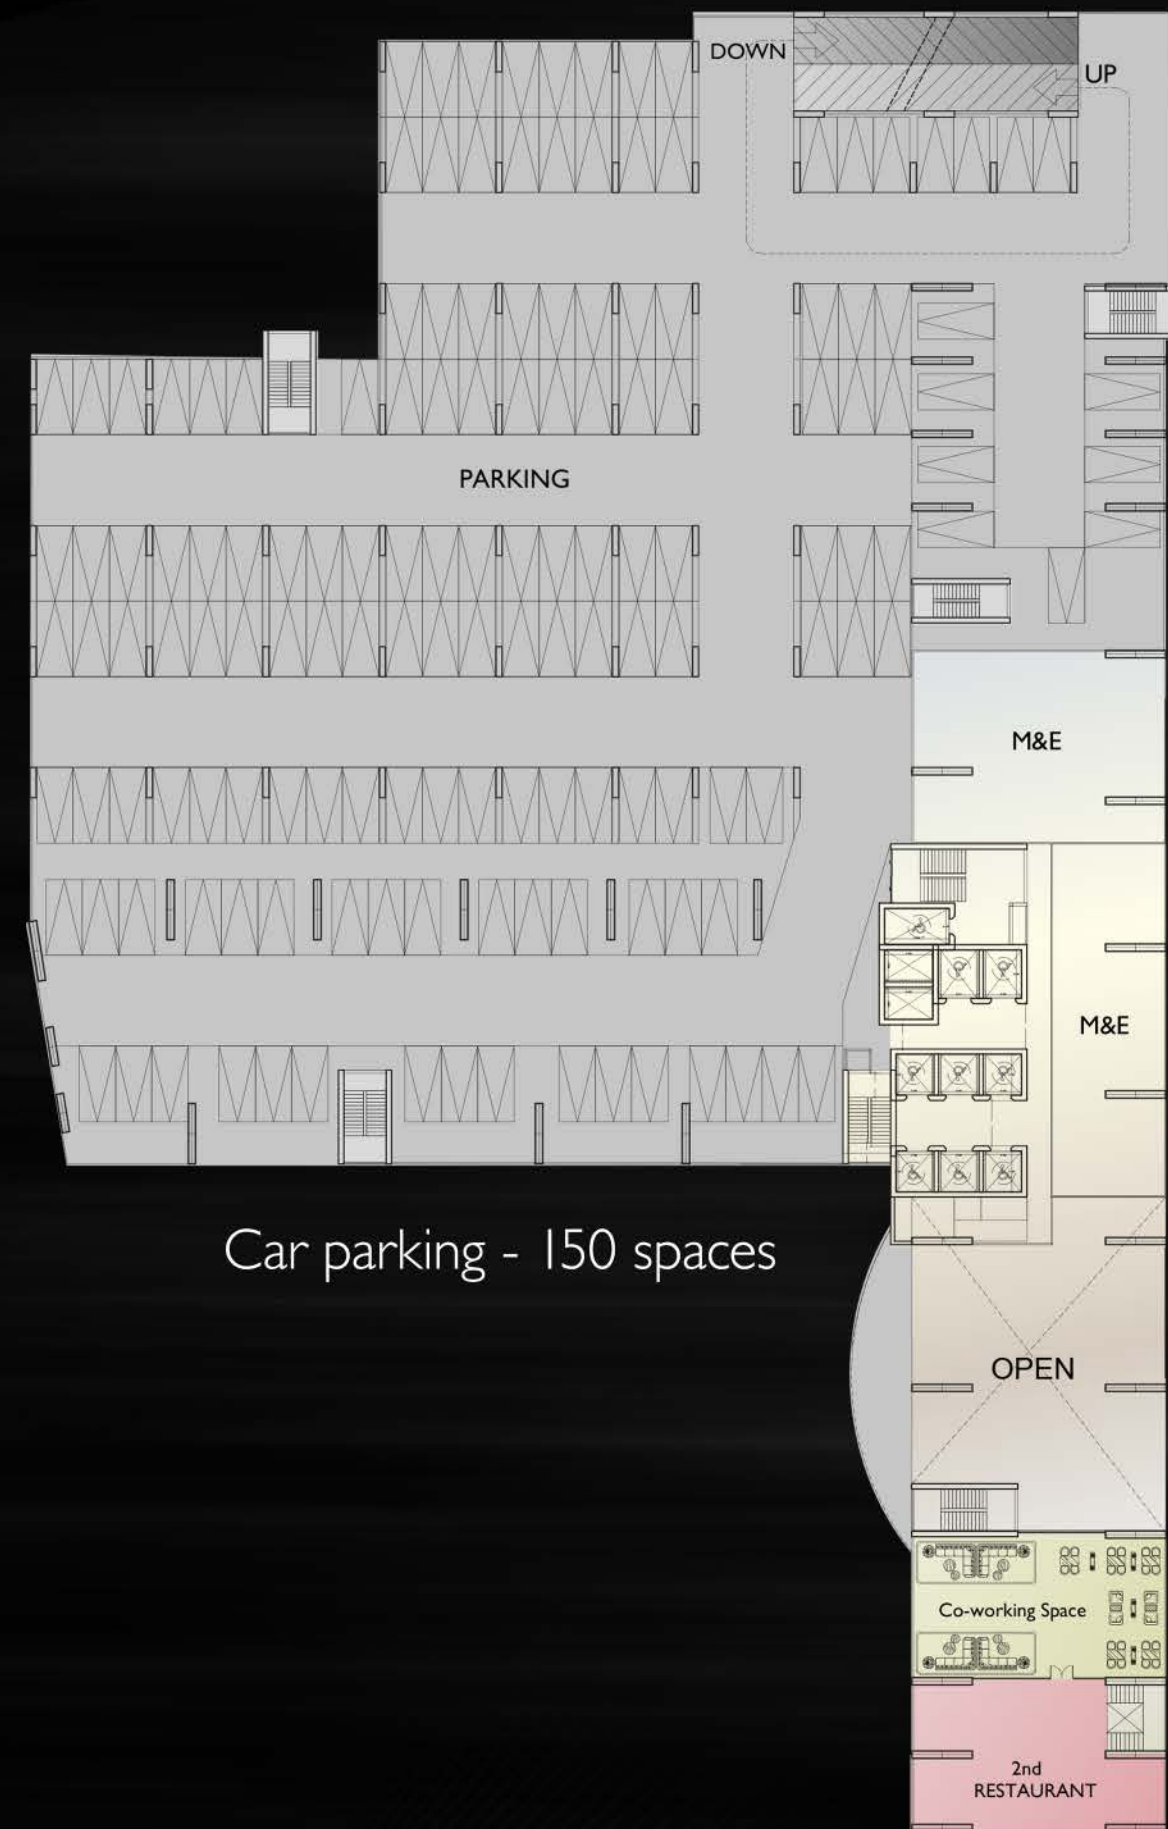 DOWN
UP
PARKING
M&E
M&E
Car parking - 150 spaces
OPEN
Co-working Space
2nd
RESTAURANT